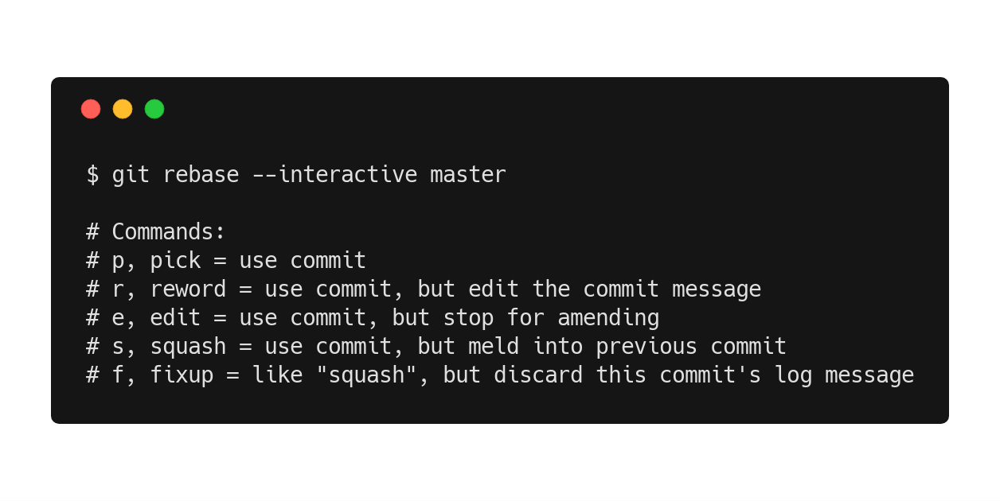 $ git rebase --interactive master
# Commands:
# p, pick = use commit
# r, reword = use commit, but edit the commit message
# e, edit = use commit, but stop for amending
# s, squash = use commit, but meld into previous commit
# f, fixup = like "squash", but discard this commit's log message